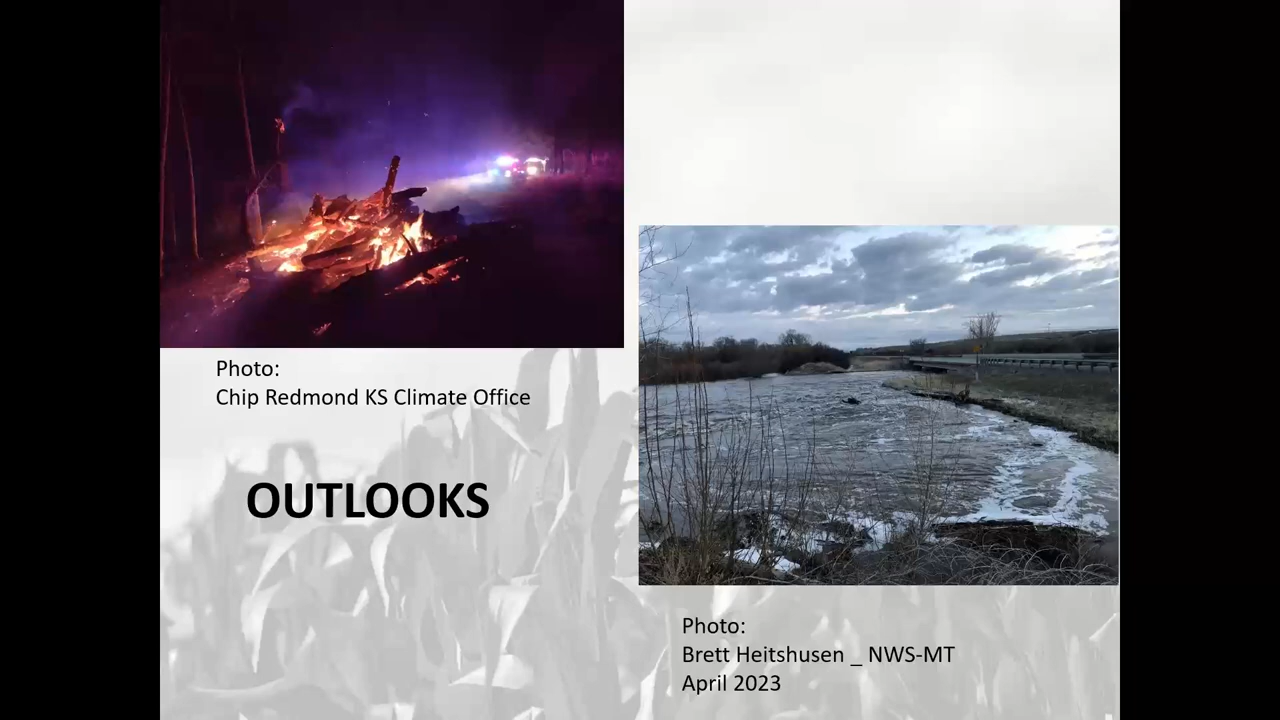 Photo:
Chip Redmond KS Climate Office
OUTLOOKS
Photo:
Brett Heitshusen _ NWS-MT
April 2023